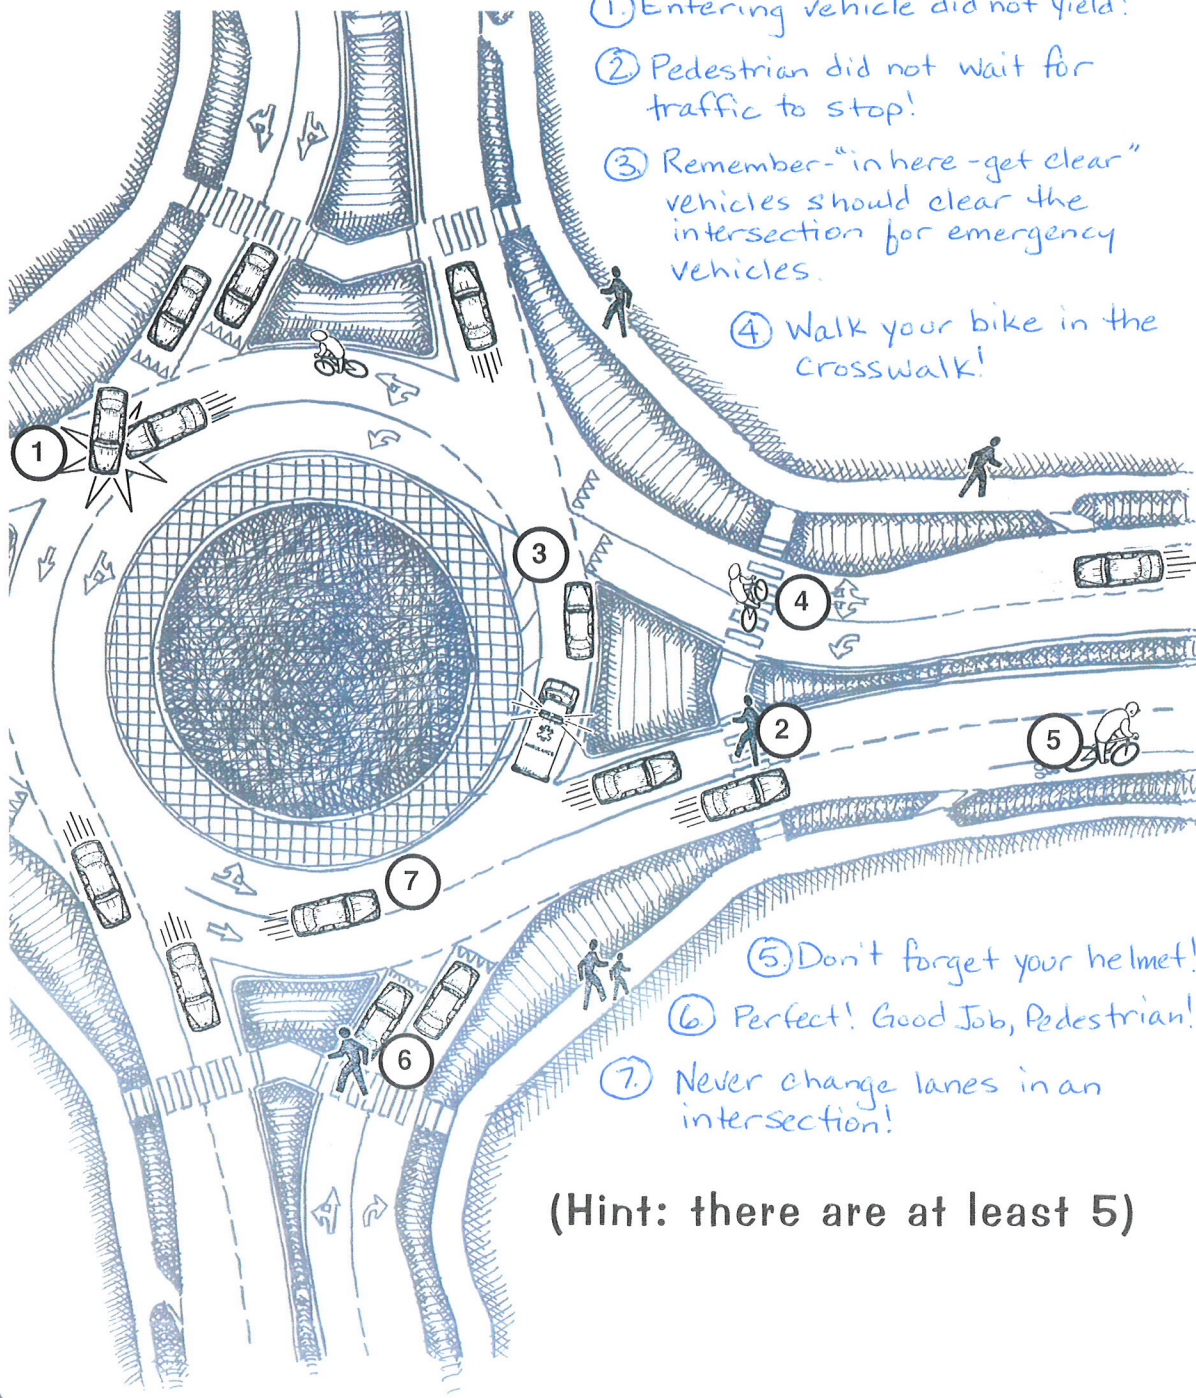 1. Entering vehicle did not yield!
2 Pedestrian did not wait for
traffic to stop!
3. Remember-"in here-get clear"
vehicles should clear the
intersection for emergency
vehicles.
4 Walk your bike in the
crosswalk!
1
3
4
2
AMBULANCE
5
7
6
5. Don't forget your helmet!
6. Perfect! Good Job, Pedestrian!
7. Never change lanes in an
intersection!
(Hint: there are at least 5)